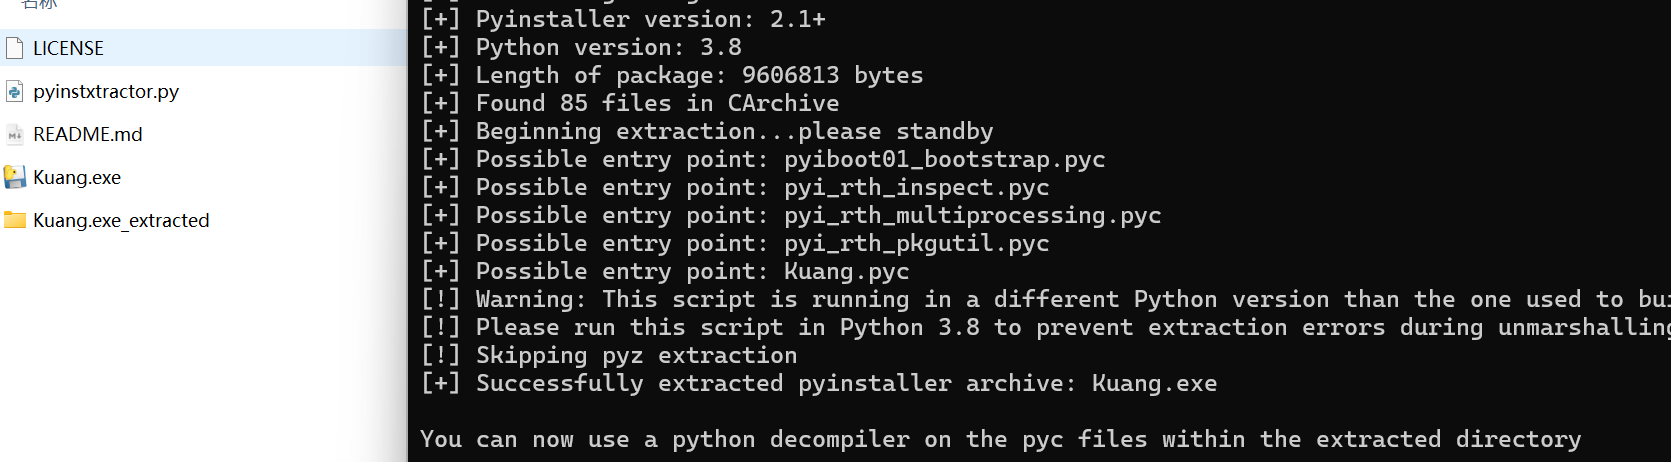 名称
LICENSE
pyinstxtractor.py
README.md
Kuang.exe
Kuang.exe_extracted
[+] Pyinstaller version: 2.1+
[+] Python version: 3.8
[+] Length of package: 9606813 bytes
[+] Found 85 files in CArchive
[+] Beginning extraction...please standby
[+] Possible entry point: pyiboot01_bootstrap.pyc
[+] Possible entry point: pyi_rth_inspect.pyc
[+] Possible entry point: pyi_rth_multiprocessing.pyc
[+] Possible entry point: pyi_rth_pkgutil.pyc
[+] Possible entry point: Kuang.pyc
[!] Warning: This script is running in a different Python version than the one used to bui
[!] Please run this script in Python 3.8 to prevent extraction errors during unmarshalling
[!] Skipping pyz extraction
[+] Successfully extracted pyinstaller archive: Kuang.exe
You can now use a python decompiler on the pyc files within the extracted directory